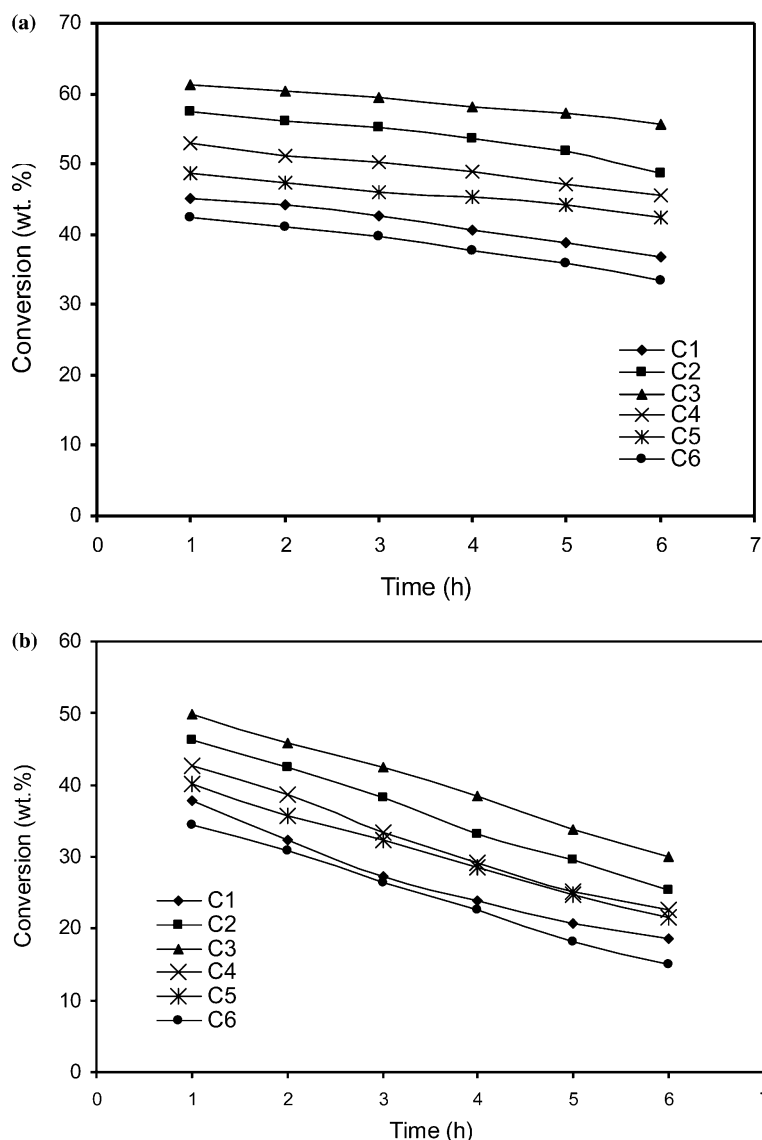 (a)
70
60
50
40
30
20
10
0
Conversion (wt. %)
C1
C2
C3
C4
C5
C6
0 1 2 3 4 5 6 7
Time (h)
(b)
60
50
40
30
20
10
0
Conversion (wt.%)
C1
C2
C3
C4
C5
C6
0 1 2 3 4 5 6
Time (h)